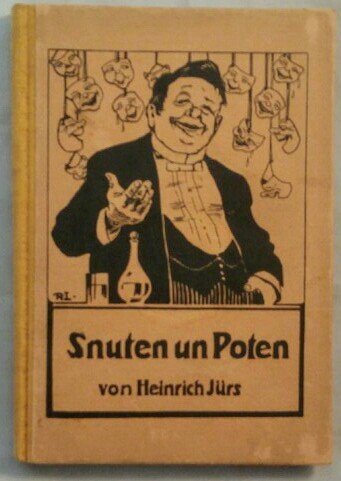 Snuten un Poten
von Heinrich Jürs